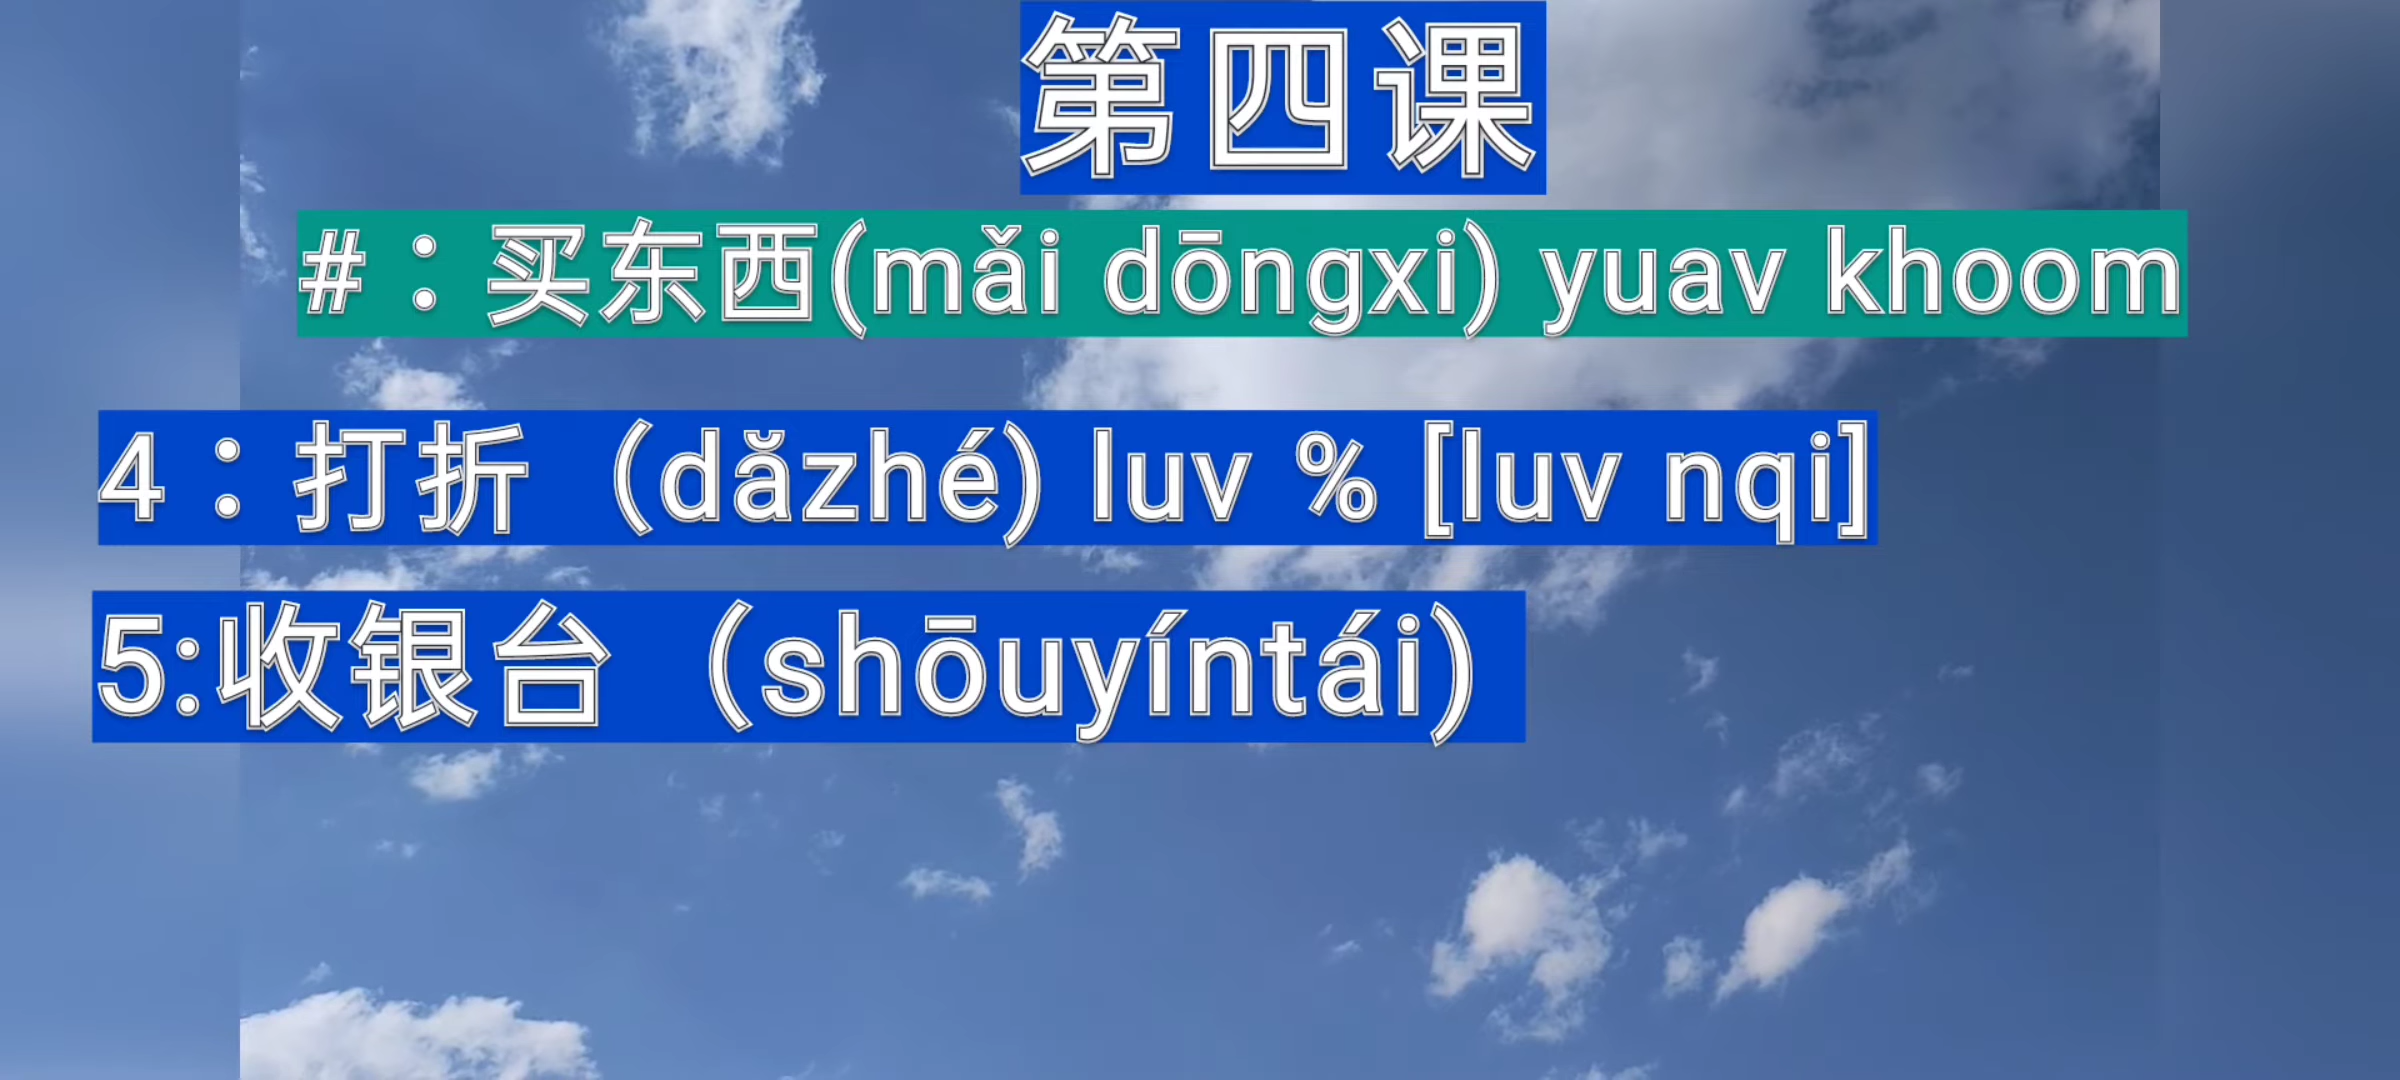 第四课
#：买东西(mǎi dōngxi) yuav khoom
4：打折（dǎzhé) luv % [luv nqi]
5:收银台（shōuyíntái)